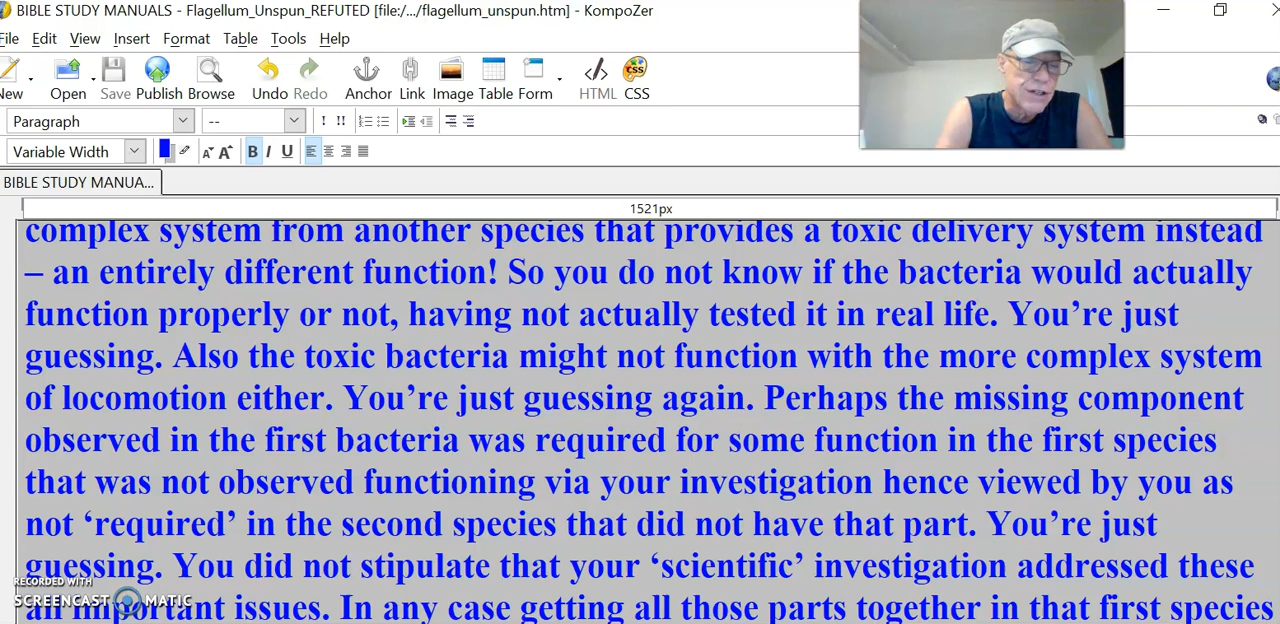 BIBLE STUDY MANUALS - Flagellum_Unspun_REFUTED [file:/.../flagellum_unspun.htm] - KompoZer
File Edit View Insert Format Table Tools Help
New Open Save Publish Browse Undo Redo Anchor Link Image Table Form HTML CSS
Paragraph -- ! !!
Variable Width B I U
BIBLE STUDY MANUA...
1521px
complex system from another species that provides a toxic delivery system instead
– an entirely different function! So you do not know if the bacteria would actually
function properly or not, having not actually tested it in real life. You’re just
guessing. Also the toxic bacteria might not function with the more complex system
of locomotion either. You’re just guessing again. Perhaps the missing component
observed in the first bacteria was required for some function in the first species
that was not observed functioning via your investigation hence viewed by you as
not ‘required’ in the second species that did not have that part. You’re just
guessing. You did not stipulate that your ‘scientific’ investigation addressed these
all important issues. In any case getting all those parts together in that first species
RECORDED WITH
SCREENCAST MATIC